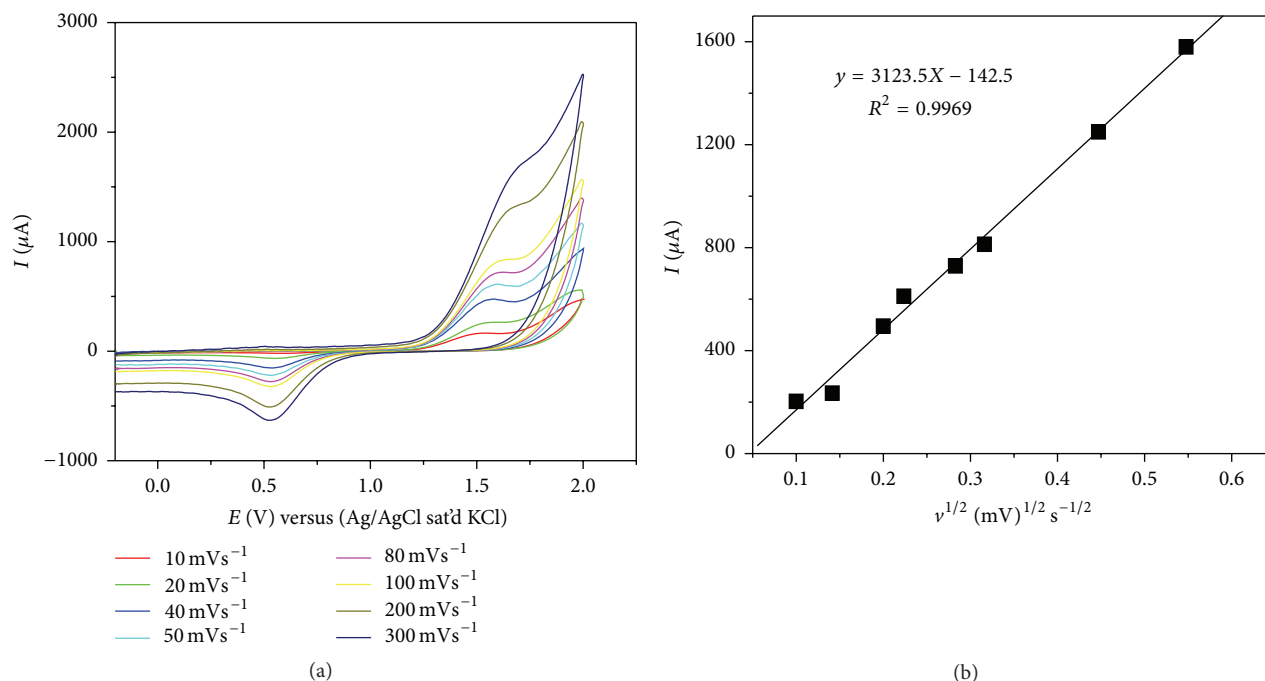 3000
2000
1000
0
−1000
I (μA)
0.0 0.5 1.0 1.5 2.0
E (V) versus (Ag/AgCl sat'd KCl)
10 mVs⁻¹
20 mVs⁻¹
40 mVs⁻¹
50 mVs⁻¹
80 mVs⁻¹
100 mVs⁻¹
200 mVs⁻¹
300 mVs⁻¹
(a)
1600
1200
800
400
0
I (μA)
y = 3123.5X − 142.5
R² = 0.9969
0.1 0.2 0.3 0.4 0.5 0.6
ν^1/2 (mV)^1/2 s^−1/2
(b)